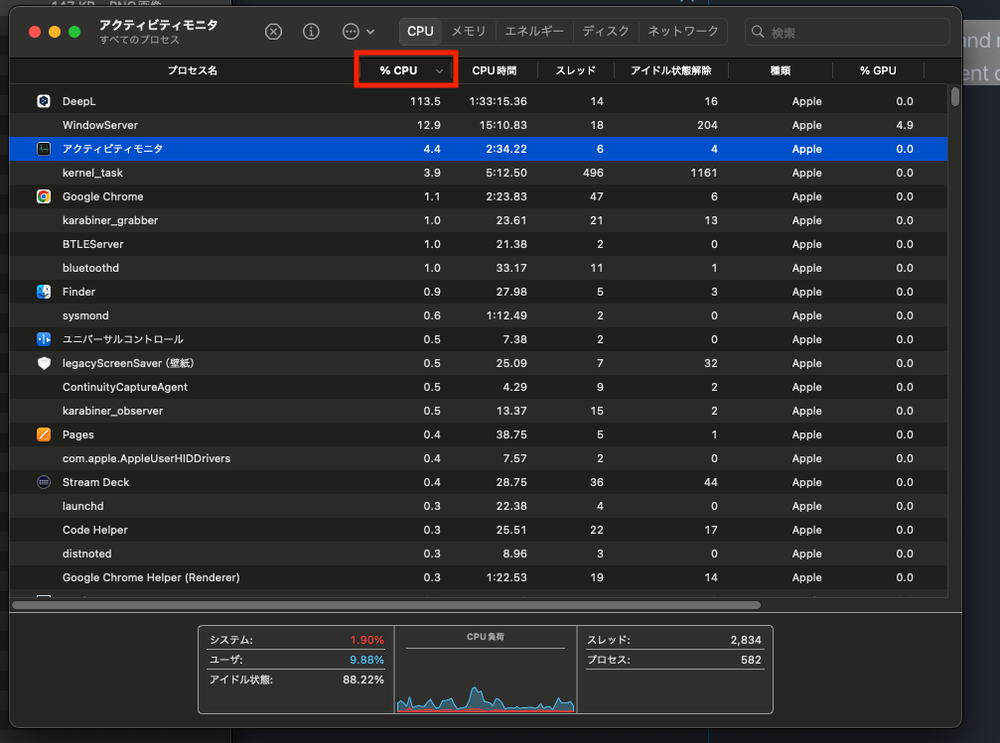 アクティビティモニタ
すべてのプロセス
CPU メモリ エネルギー ディスク ネットワーク 検索
プロセス名 % CPU CPU時間 スレッド アイドル状態解除 種類 % GPU
DeepL 113.5 1:33:15.36 14 16 Apple 0.0
WindowServer 12.9 15:10.83 18 204 Apple 4.9
アクティビティモニタ 4.4 2:34.22 6 4 Apple 0.0
kernel_task 3.9 5:12.50 496 1161 Apple 0.0
Google Chrome 1.1 2:23.83 47 6 Apple 0.0
karabiner_grabber 1.0 23.61 21 13 Apple 0.0
BTLEServer 1.0 21.38 2 0 Apple 0.0
bluetoothd 1.0 33.17 11 1 Apple 0.0
Finder 0.9 27.98 5 3 Apple 0.0
sysmond 0.6 1:12.49 2 0 Apple 0.0
ユニバーサルコントロール 0.5 7.38 2 0 Apple 0.0
legacyScreenSaver (壁紙) 0.5 25.09 7 32 Apple 0.0
ContinuityCaptureAgent 0.5 4.29 9 2 Apple 0.0
karabiner_observer 0.5 13.37 15 2 Apple 0.0
Pages 0.4 38.75 5 1 Apple 0.0
com.apple.AppleUserHIDDrivers 0.4 7.57 2 0 Apple 0.0
Stream Deck 0.4 28.75 36 44 Apple 0.0
launchd 0.3 22.38 4 0 Apple 0.0
Code Helper 0.3 25.51 22 17 Apple 0.0
distnoted 0.3 8.96 3 0 Apple 0.0
Google Chrome Helper (Renderer) 0.3 1:22.53 19 14 Apple 0.0
システム: 1.90%
ユーザ: 9.88%
アイドル状態: 88.22%
CPU負荷
スレッド: 2,834
プロセス: 582